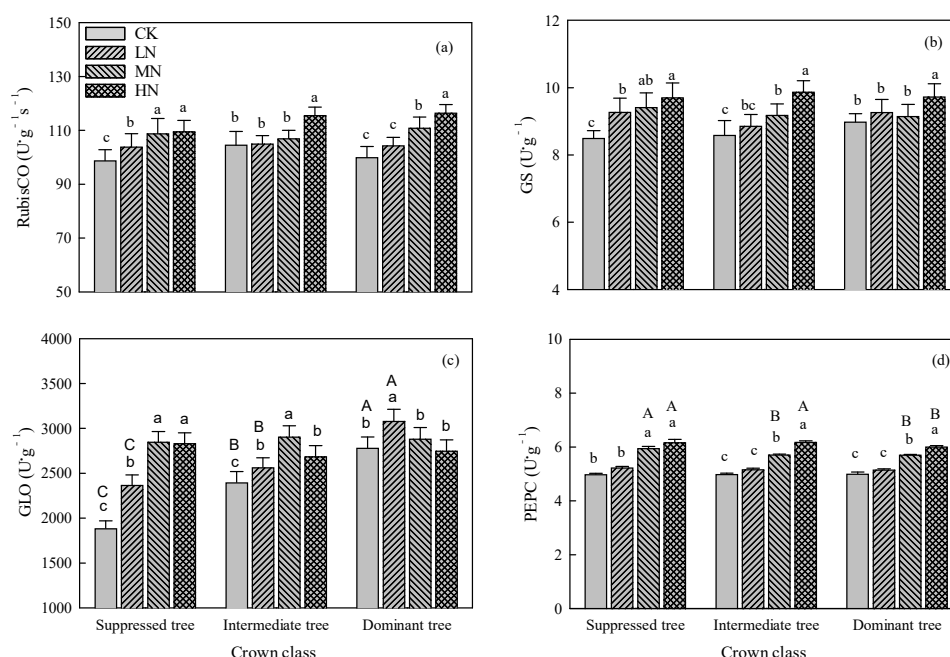 150
130
110
90
70
50
RubisCO (U·g⁻¹ s⁻¹)
CK
LN
MN
HN
(a)
c b a a
b b b a
c c b a
12
10
8
6
4
GS (U·g⁻¹)
(b)
c b ab a
c bc b a
b b b a
4000
3500
3000
2500
2000
1500
1000
GLO (U·g⁻¹)
(c)
C C
c b a a
B B
c b a b
A A
b a b b
Suppressed tree Intermediate tree Dominant tree
Crown class
10
8
6
4
2
0
PEPC (U·g⁻¹)
(d)
A A
b b a a
B A
c c b a
B B
c c b a
Suppressed tree Intermediate tree Dominant tree
Crown class